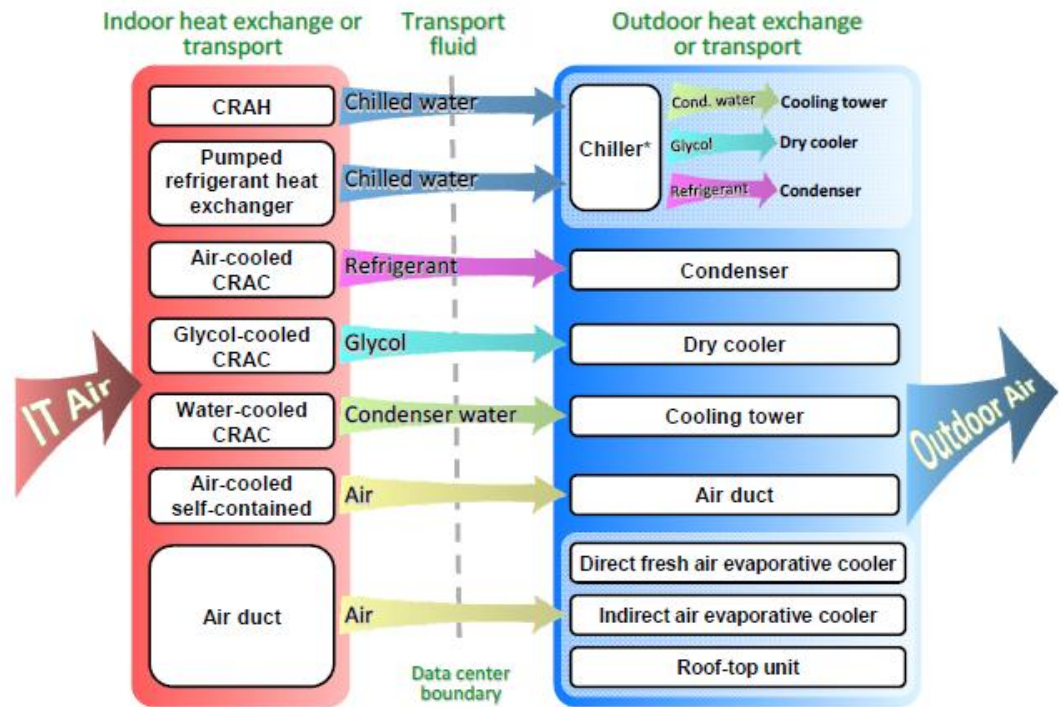 Indoor heat exchange or
transport
Transport
fluid
Outdoor heat exchange
or transport
CRAH
Chilled water
Chiller*
Cond. water
Cooling tower
Glycol
Dry cooler
Refrigerant
Condenser
Pumped
refrigerant heat
exchanger
Chilled water
Air-cooled
CRAC
Refrigerant
Condenser
Glycol-cooled
CRAC
Glycol
Dry cooler
IT Air
Water-cooled
CRAC
Condenser water
Cooling tower
Outdoor Air
Air-cooled
self-contained
Air
Air duct
Air duct
Air
Direct fresh air evaporative cooler
Indirect air evaporative cooler
Roof-top unit
Data center
boundary